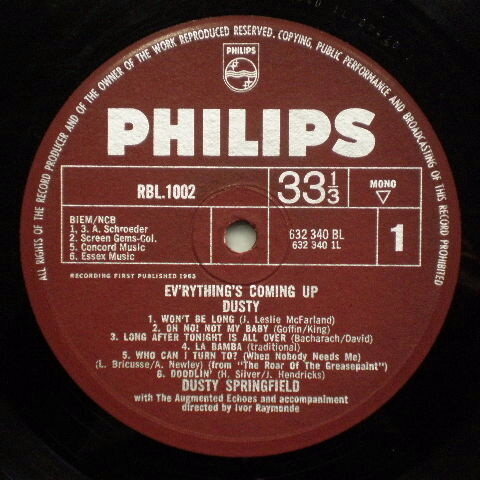 ALL RIGHTS OF THE RECORD PRODUCER AND OF THE OWNER OF THE WORK REPRODUCED RESERVED. COPYING, PUBLIC PERFORMANCE AND BROADCASTING OF THIS RECORD PROHIBITED
PHILIPS
PHILIPS
RBL.1002
33⅓
MONO
BIEM/NCB
1. 3. A. Schroeder
2. Screen Gems-Col.
5. Concord Music
6. Essex Music
632 340 BL
632 340 1L
1
RECORDING FIRST PUBLISHED 1965
EV'RYTHING'S COMING UP
DUSTY
1. WON'T BE LONG (J. Leslie McFarland)
2. OH NO! NOT MY BABY (Goffin/King)
3. LONG AFTER TONIGHT IS ALL OVER (Bacharach/David)
4. LA BAMBA (traditional)
5. WHO CAN I TURN TO? (When Nobody Needs Me)
(L. Bricusse/A. Newley) (from "The Roar Of The Greasepaint")
6. DOODLIN' (H. Silver/J. Hendricks)
DUSTY SPRINGFIELD
with The Augmented Echoes and accompaniment
directed by Ivor Raymonde